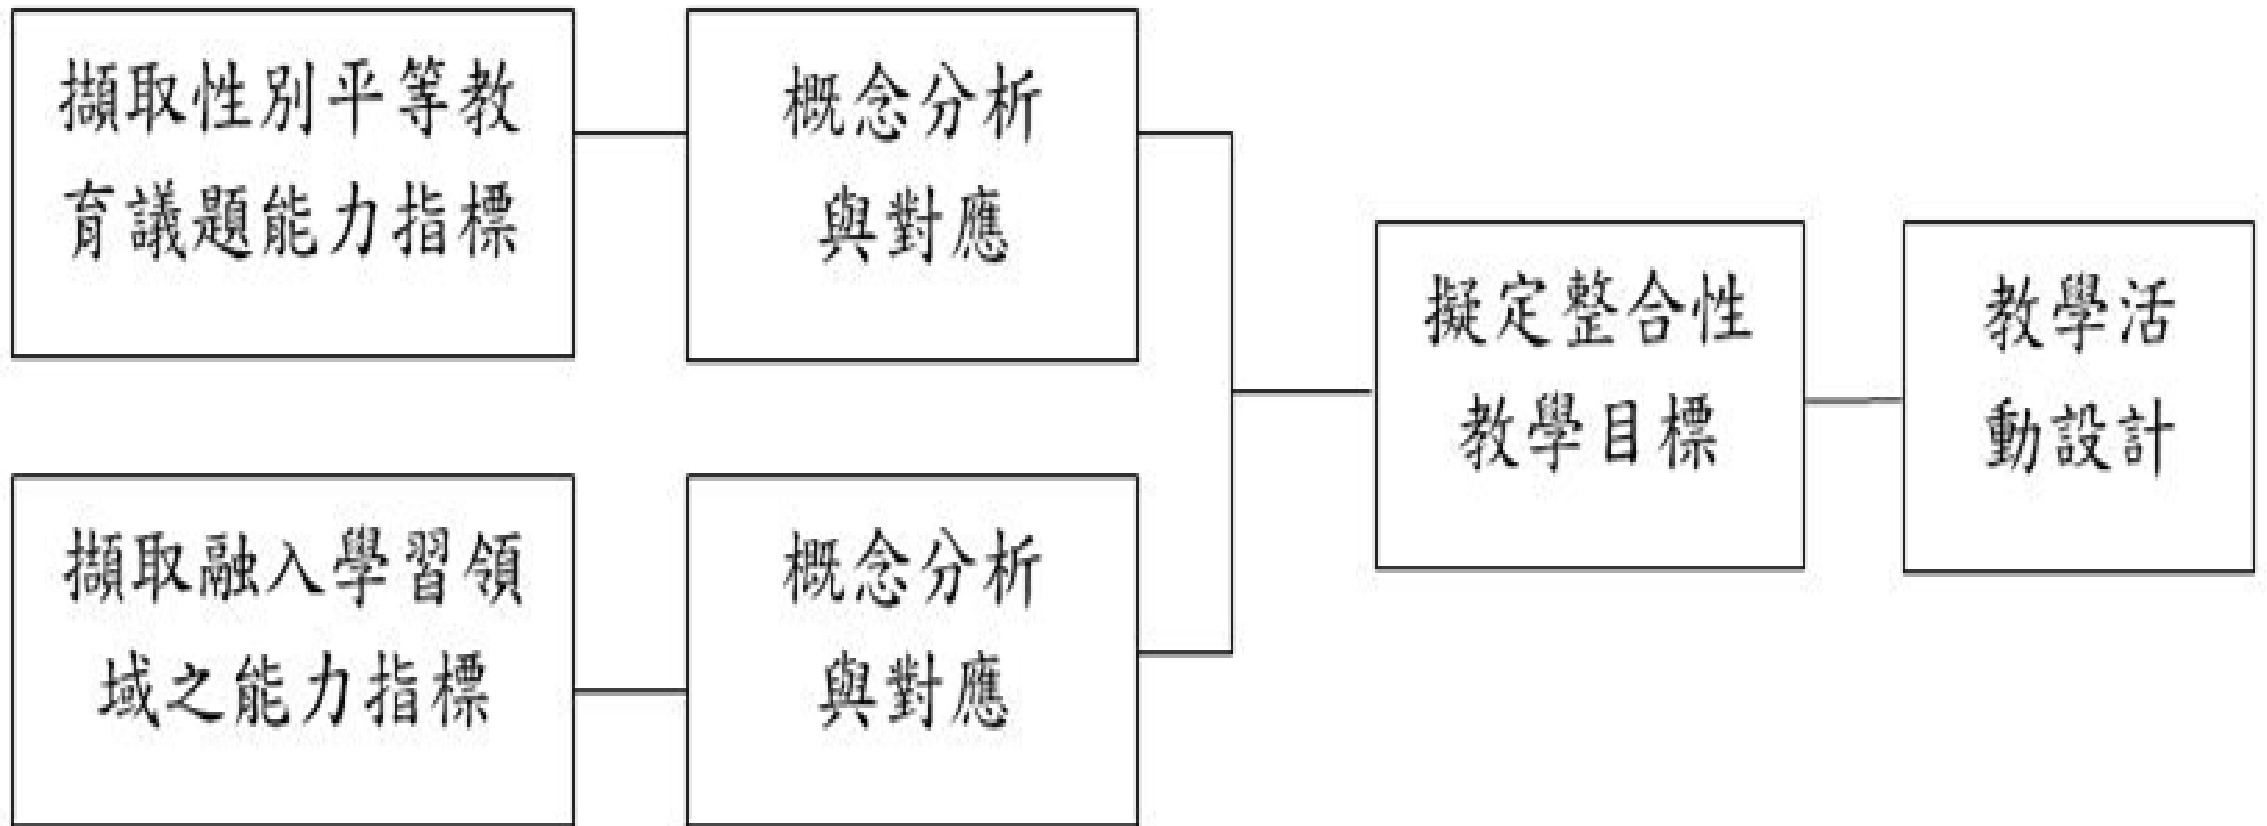 擷取性別平等教
育議題能力指標
概念分析
與對應
擷取融入學習領
域之能力指標
概念分析
與對應
擬定整合性
教學目標
教學活
動設計